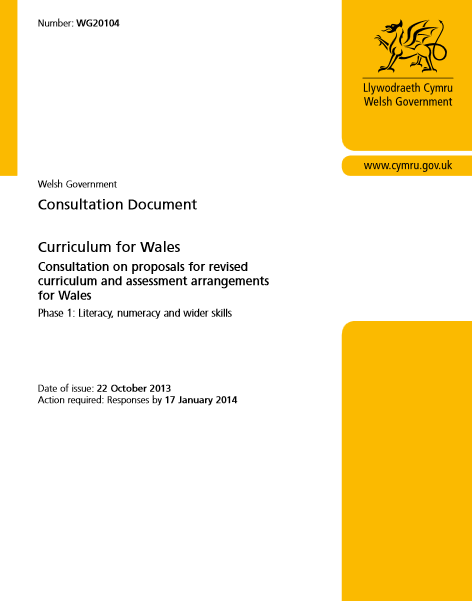 Number: WG20104
Llywodraeth Cymru
Welsh Government
www.cymru.gov.uk
Welsh Government
Consultation Document
Curriculum for Wales
Consultation on proposals for revised
curriculum and assessment arrangements
for Wales
Phase 1: Literacy, numeracy and wider skills
Date of issue: 22 October 2013
Action required: Responses by 17 January 2014